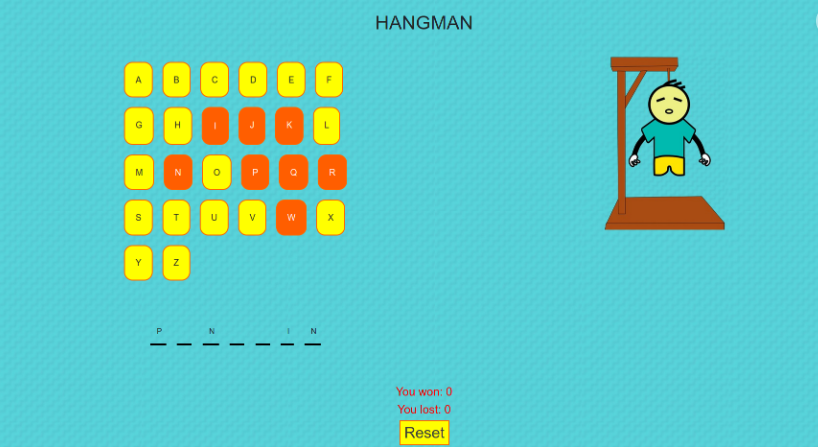 HANGMAN
A B C D E F
G H I J K L
M N O P Q R
S T U V W X
Y Z
P _ N _ _ I N
You won: 0
You lost: 0
Reset